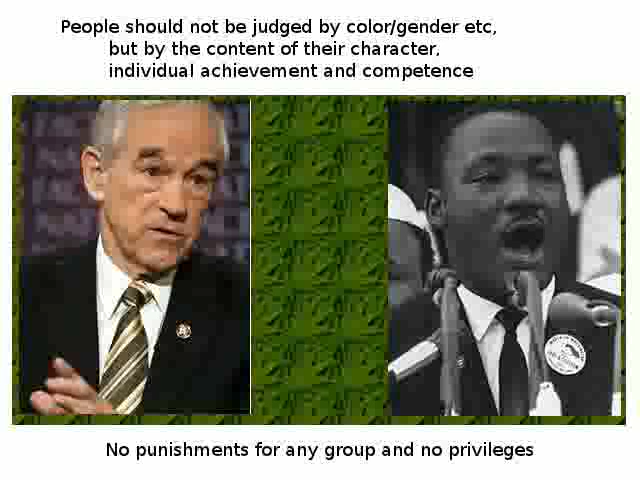 People should not be judged by color/gender etc,
but by the content of their character,
individual achievement and competence
No punishments for any group and no privileges